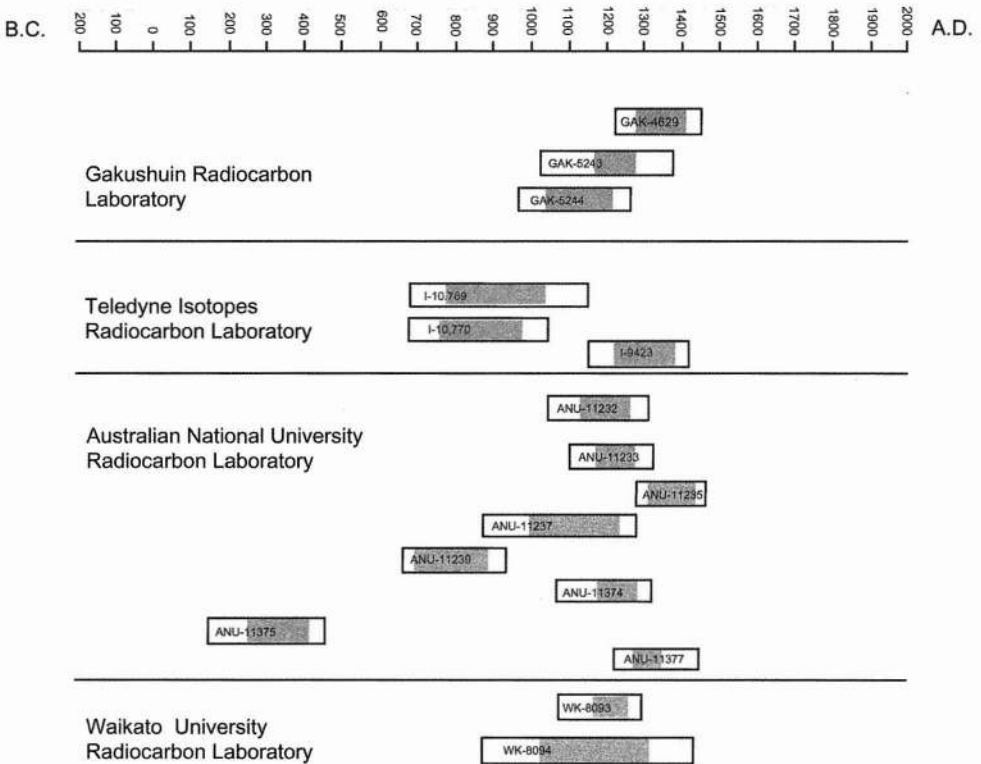 B.C.
200
100
0
100
200
300
400
500
600
700
800
900
1000
1100
1200
1300
1400
1500
1600
1700
1800
1900
2000
A.D.
GAK-4629
GAK-5243
GAK-5244
Gakushuin Radiocarbon
Laboratory
I-10,769
I-10,770
I-9423
Teledyne Isotopes
Radiocarbon Laboratory
ANU-11232
ANU-11233
ANU-11235
ANU-11237
ANU-11239
ANU-11374
ANU-11375
ANU-11377
Australian National University
Radiocarbon Laboratory
WK-8093
WK-8094
Waikato University
Radiocarbon Laboratory